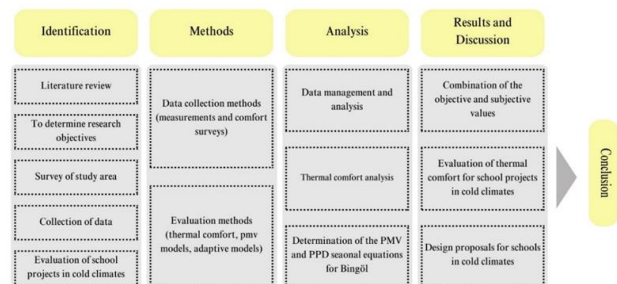 Identification
Literature review
To determine research
objectives
Survey of study area
Collection of data
Evaluation of school
projects in cold climates
Methods
Data collection methods
(measurements and comfort
surveys)
Evaluation methods
(thermal comfort, pmv
models, adaptive models)
Analysis
Data management and
analysis
Thermal comfort analysis
Determination of the PMV
and PPD seaonal equations
for Bingöl
Results and
Discussion
Combination of the
objective and subjective
values
Evaluation of thermal
comfort for school projects
in cold climates
Design proposals for schools
in cold climates
Conclusion